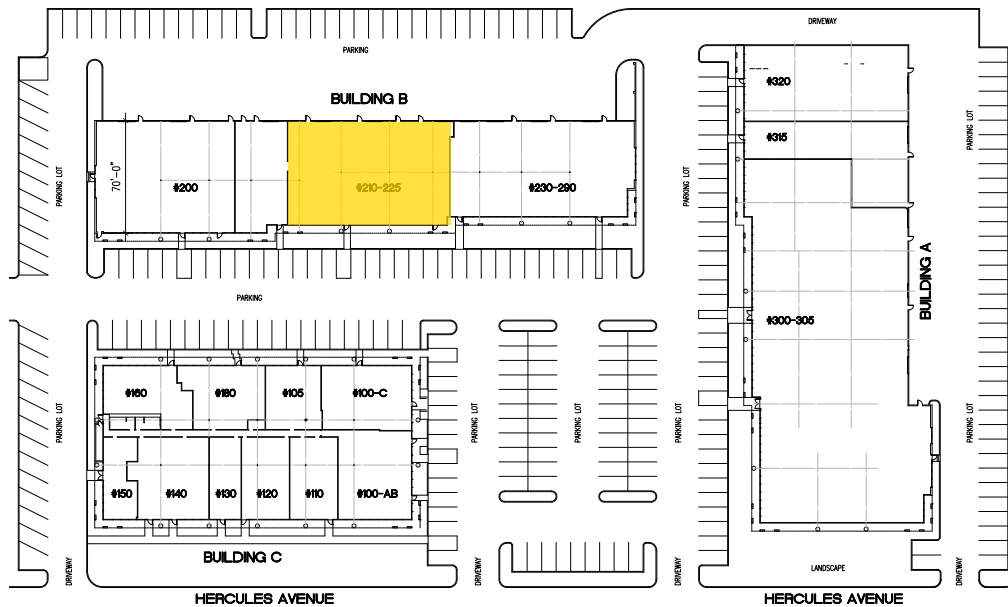 DRIVEWAY
PARKING
BUILDING B
#320
#315
PARKING LOT
PARKING LOT
PARKING LOT
70'-0"
#200
#210-225
#230-290
BUILDING A
PARKING
#300-305
#160
#180
#105
#100-C
PARKING LOT
PARKING LOT
PARKING LOT
PARKING LOT
PARKING LOT
#150
#140
#130
#120
#110
#100-AB
BUILDING C
DRIVEWAY
DRIVEWAY
DRIVEWAY
LANDSCAPE
DRIVEWAY
HERCULES AVENUE
HERCULES AVENUE